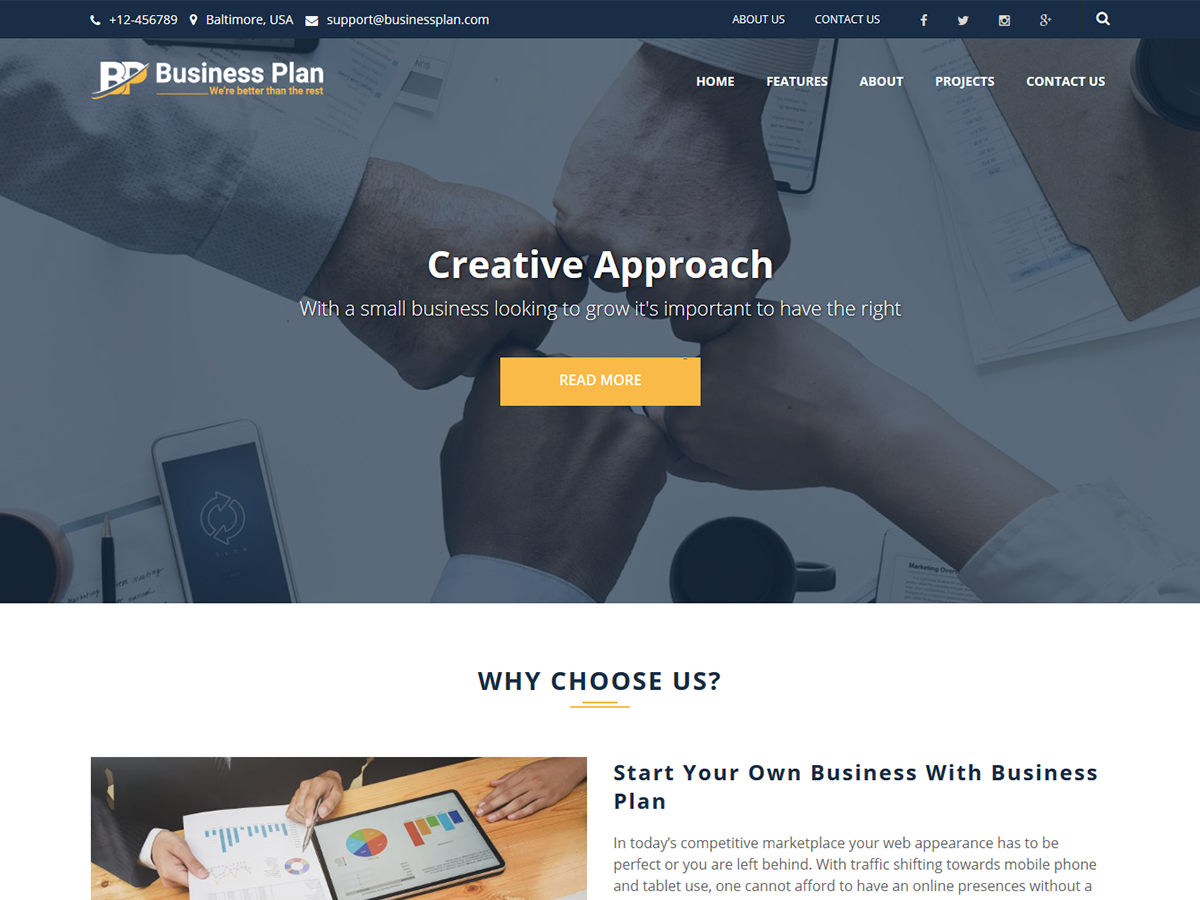 +12-456789 Baltimore, USA support@businessplan.com ABOUT US CONTACT US
BP Business Plan
We're better than the rest
HOME FEATURES ABOUT PROJECTS CONTACT US
Creative Approach
With a small business looking to grow it's important to have the right
READ MORE
Marketing
WHY CHOOSE US?
Start Your Own Business With Business
Plan
In today’s competitive marketplace your web appearance has to be
perfect or you are left behind. With traffic shifting towards mobile phone
and tablet use, one cannot afford to have an online presences without a